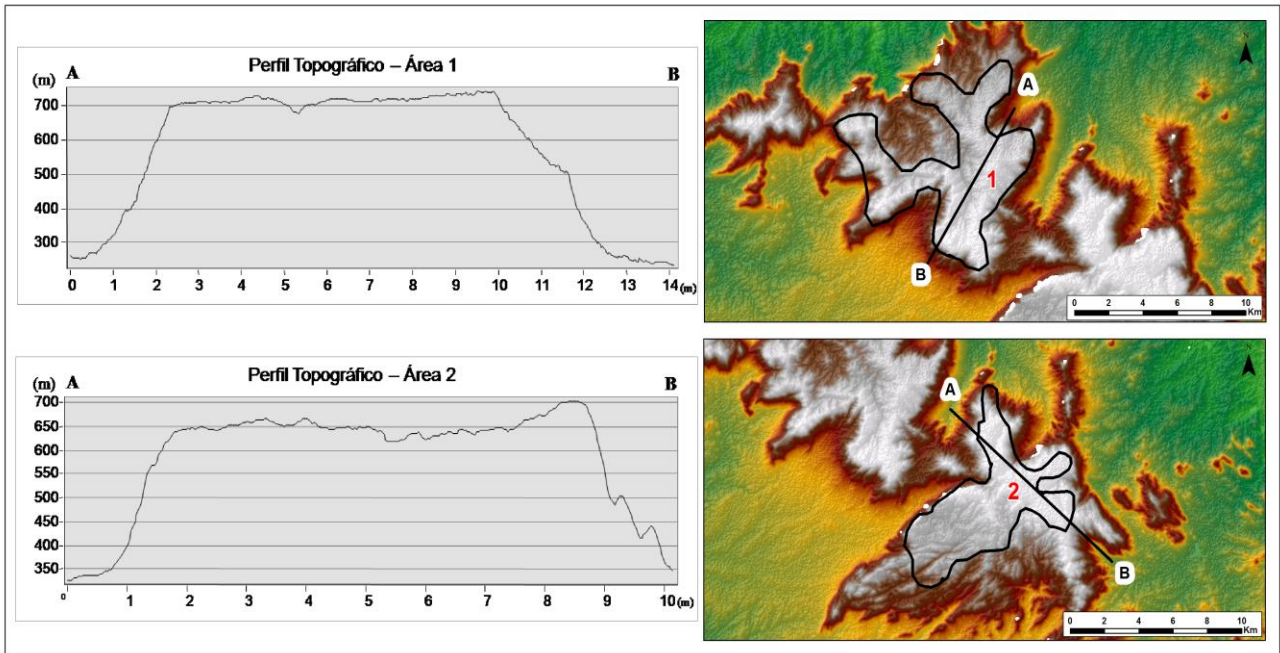 Perfil Topográfico – Área 1
(m) A B
700
600
500
400
300
0 1 2 3 4 5 6 7 8 9 10 11 12 13 14 (m)
N
A
1
B
0 2 4 6 8 10
Km
Perfil Topográfico – Área 2
(m) A B
700
650
600
550
500
450
400
350
0 1 2 3 4 5 6 7 8 9 10 (m)
A
2
B
0 2 4 6 8 10
Km